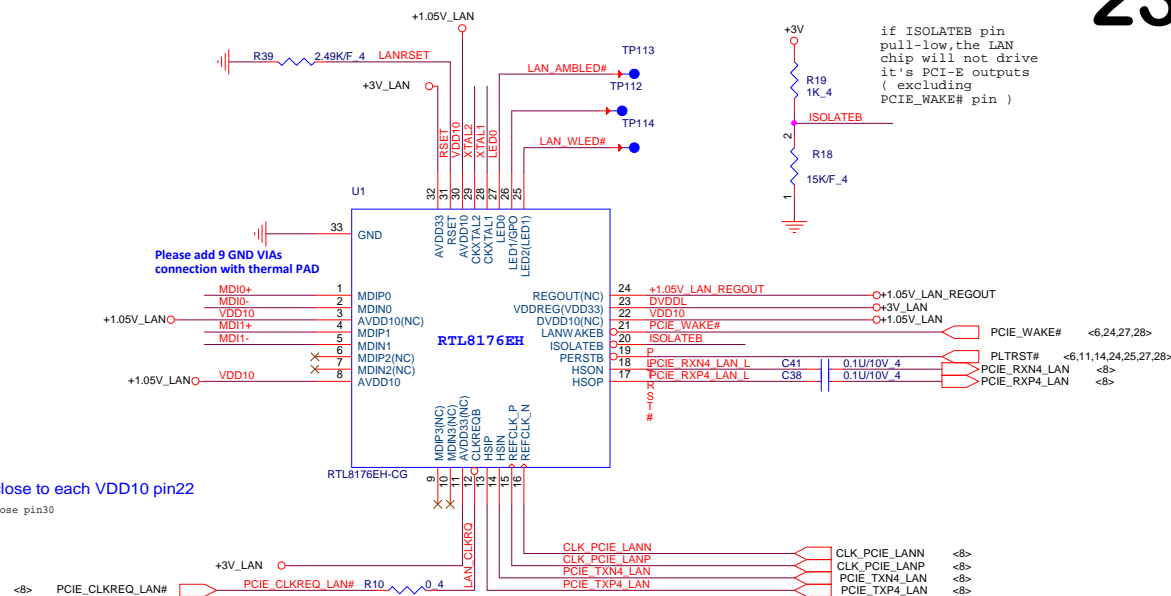 23
+1.05V_LAN
+3V
if ISOLATEB pin
pull-low,the LAN
chip will not drive
it's PCI-E outputs
( excluding
PCIE_WAKE# pin )
R39 2.49K/F_4 LANRSET
+3V_LAN
LAN_AMBLED#
TP113
TP112
TP114
LAN_WLED#
R19
1K_4
ISOLATEB
2
R18
15K/F_4
1
RSET
VDD10
XTAL2
XTAL1
LED0
U1
32
31
30
29
28
27
26
25
33
GND
AVDD33
RSET
AVDD10
CKXTAL2
CKXTAL1
LED0
LED1/GPO
LED2(LED1)
Please add 9 GND VIAs
connection with thermal PAD
MDI0+ 1 MDIP0
MDI0- 2 MDIN0
+1.05V_LAN VDD10 3 AVDD10(NC)
MDI1+ 4 MDIP1
MDI1- 5 MDIN1
6 MDIP2(NC)
7 MDIN2(NC)
+1.05V_LAN VDD10 8 AVDD10
RTL8176EH
REGOUT(NC) 24 +1.05V_LAN_REGOUT +1.05V_LAN_REGOUT
VDDREG(VDD33) 23 DVDDL +3V_LAN
DVDD10(NC) 22 VDD10 +1.05V_LAN
LANWAKEB 21 PCIE_WAKE# PCIE_WAKE# <6,24,27,28>
ISOLATEB 20 ISOLATEB
PERSTB 19 PLTRST# PLTRST# <6,11,14,24,25,27,28>
HSON 18 PCIE_RXN4_LAN_L C41 0.1U/10V_4 PCIE_RXN4_LAN <8>
HSOP 17 PCIE_RXP4_LAN_L C38 0.1U/10V_4 PCIE_RXP4_LAN <8>
MDIP3(NC)
MDIN3(NC)
AVDD33(NC)
CLKREQB
HSIP
HSIN
REFCLK_P
REFCLK_N
RTL8176EH-CG
9
10
11
12
13
14
15
16
close to each VDD10 pin22
ose pin30
LAN_CLKRQ
CLK_PCIE_LANN CLK_PCIE_LANN <8>
CLK_PCIE_LANP CLK_PCIE_LANP <8>
+3V_LAN
PCIE_TXN4_LAN PCIE_TXN4_LAN <8>
<8> PCIE_CLKREQ_LAN# PCIE_CLKREQ_LAN# R10 0_4
PCIE_TXP4_LAN PCIE_TXP4_LAN <8>